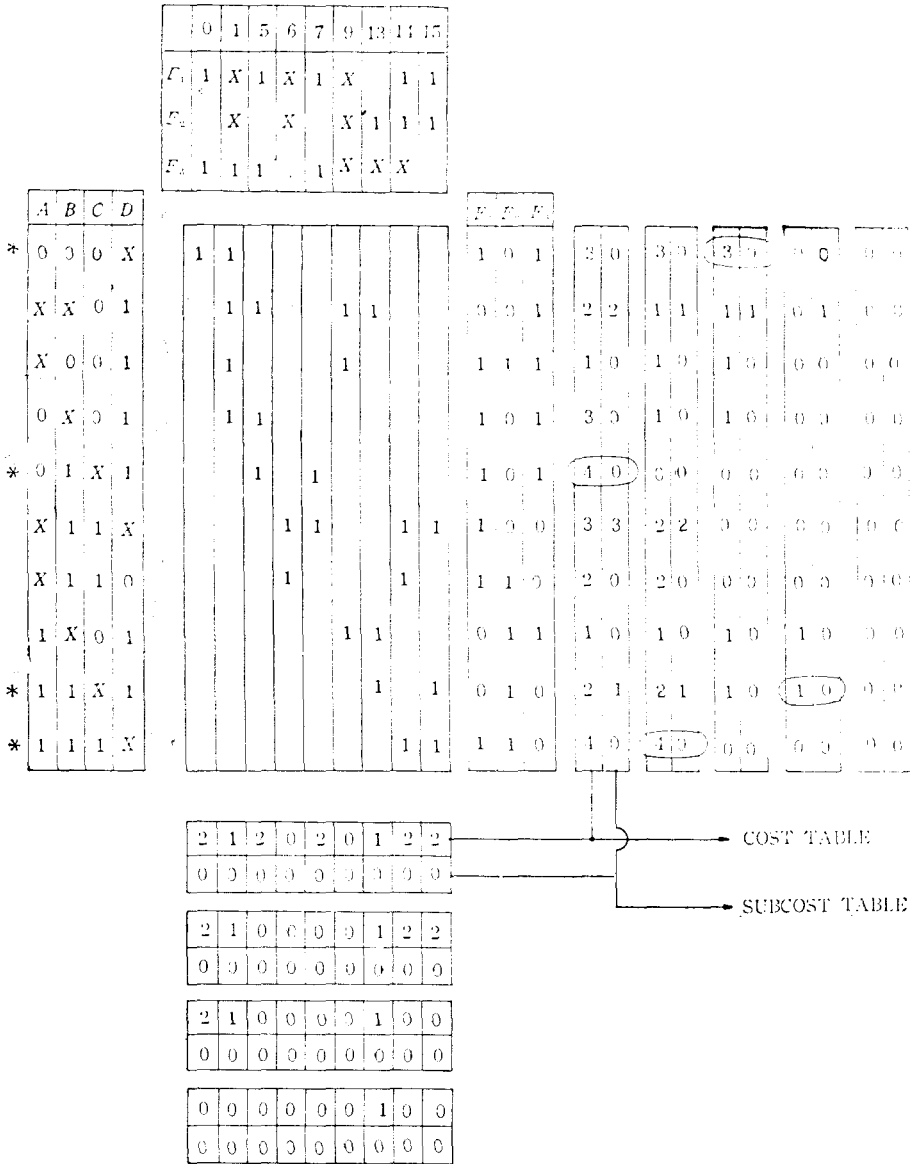 0 1 5 6 7 9 13 14 15
F₁ 1 X 1 X 1 X 1 1
F₂ X X X 1 1 1
F₃ 1 1 1 1 X X X
A B C D F F F
* 0 0 0 X 1 1 1 0 1 3 0 3 0 3 0 0 0 0 0
X X 0 1 1 1 1 1 0 0 1 2 2 1 1 1 1 0 1 0 0
X 0 0 1 1 1 1 1 1 1 0 1 0 1 0 0 0 0 0
0 X 0 1 1 1 1 0 1 3 0 1 0 1 0 0 0 0 0
* 0 1 X 1 1 1 1 0 1 4 0 0 0 0 0 0 0 0 0
X 1 1 X 1 1 1 1 1 0 0 3 3 2 2 0 0 0 0 0 0
X 1 1 0 1 1 1 1 0 2 0 2 0 0 0 0 0 0 0
1 X 0 1 1 1 0 1 1 1 0 1 0 1 0 1 0 0 0
* 1 1 X 1 1 1 0 1 0 2 1 2 1 1 0 1 0 0 0
* 1 1 1 X 1 1 1 1 0 4 0 4 0 0 0 0 0 0 0
2 1 2 0 2 0 1 2 2 COST TABLE
0 0 0 0 0 0 0 0 0
SUBCOST TABLE
2 1 0 0 0 0 1 2 2
0 0 0 0 0 0 0 0 0
2 1 0 0 0 0 1 0 0
0 0 0 0 0 0 0 0 0
0 0 0 0 0 0 1 0 0
0 0 0 0 0 0 0 0 0